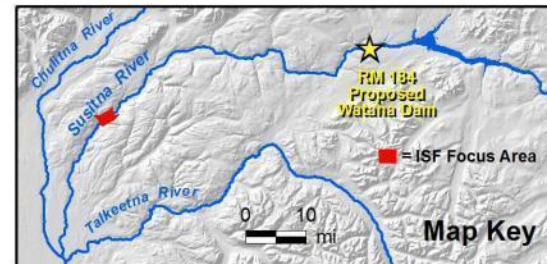 Chulitna River
Susitna River
RM 184
Proposed
Watana Dam
= ISF Focus Area
Talkeetna River
0 10
mi
Map Key